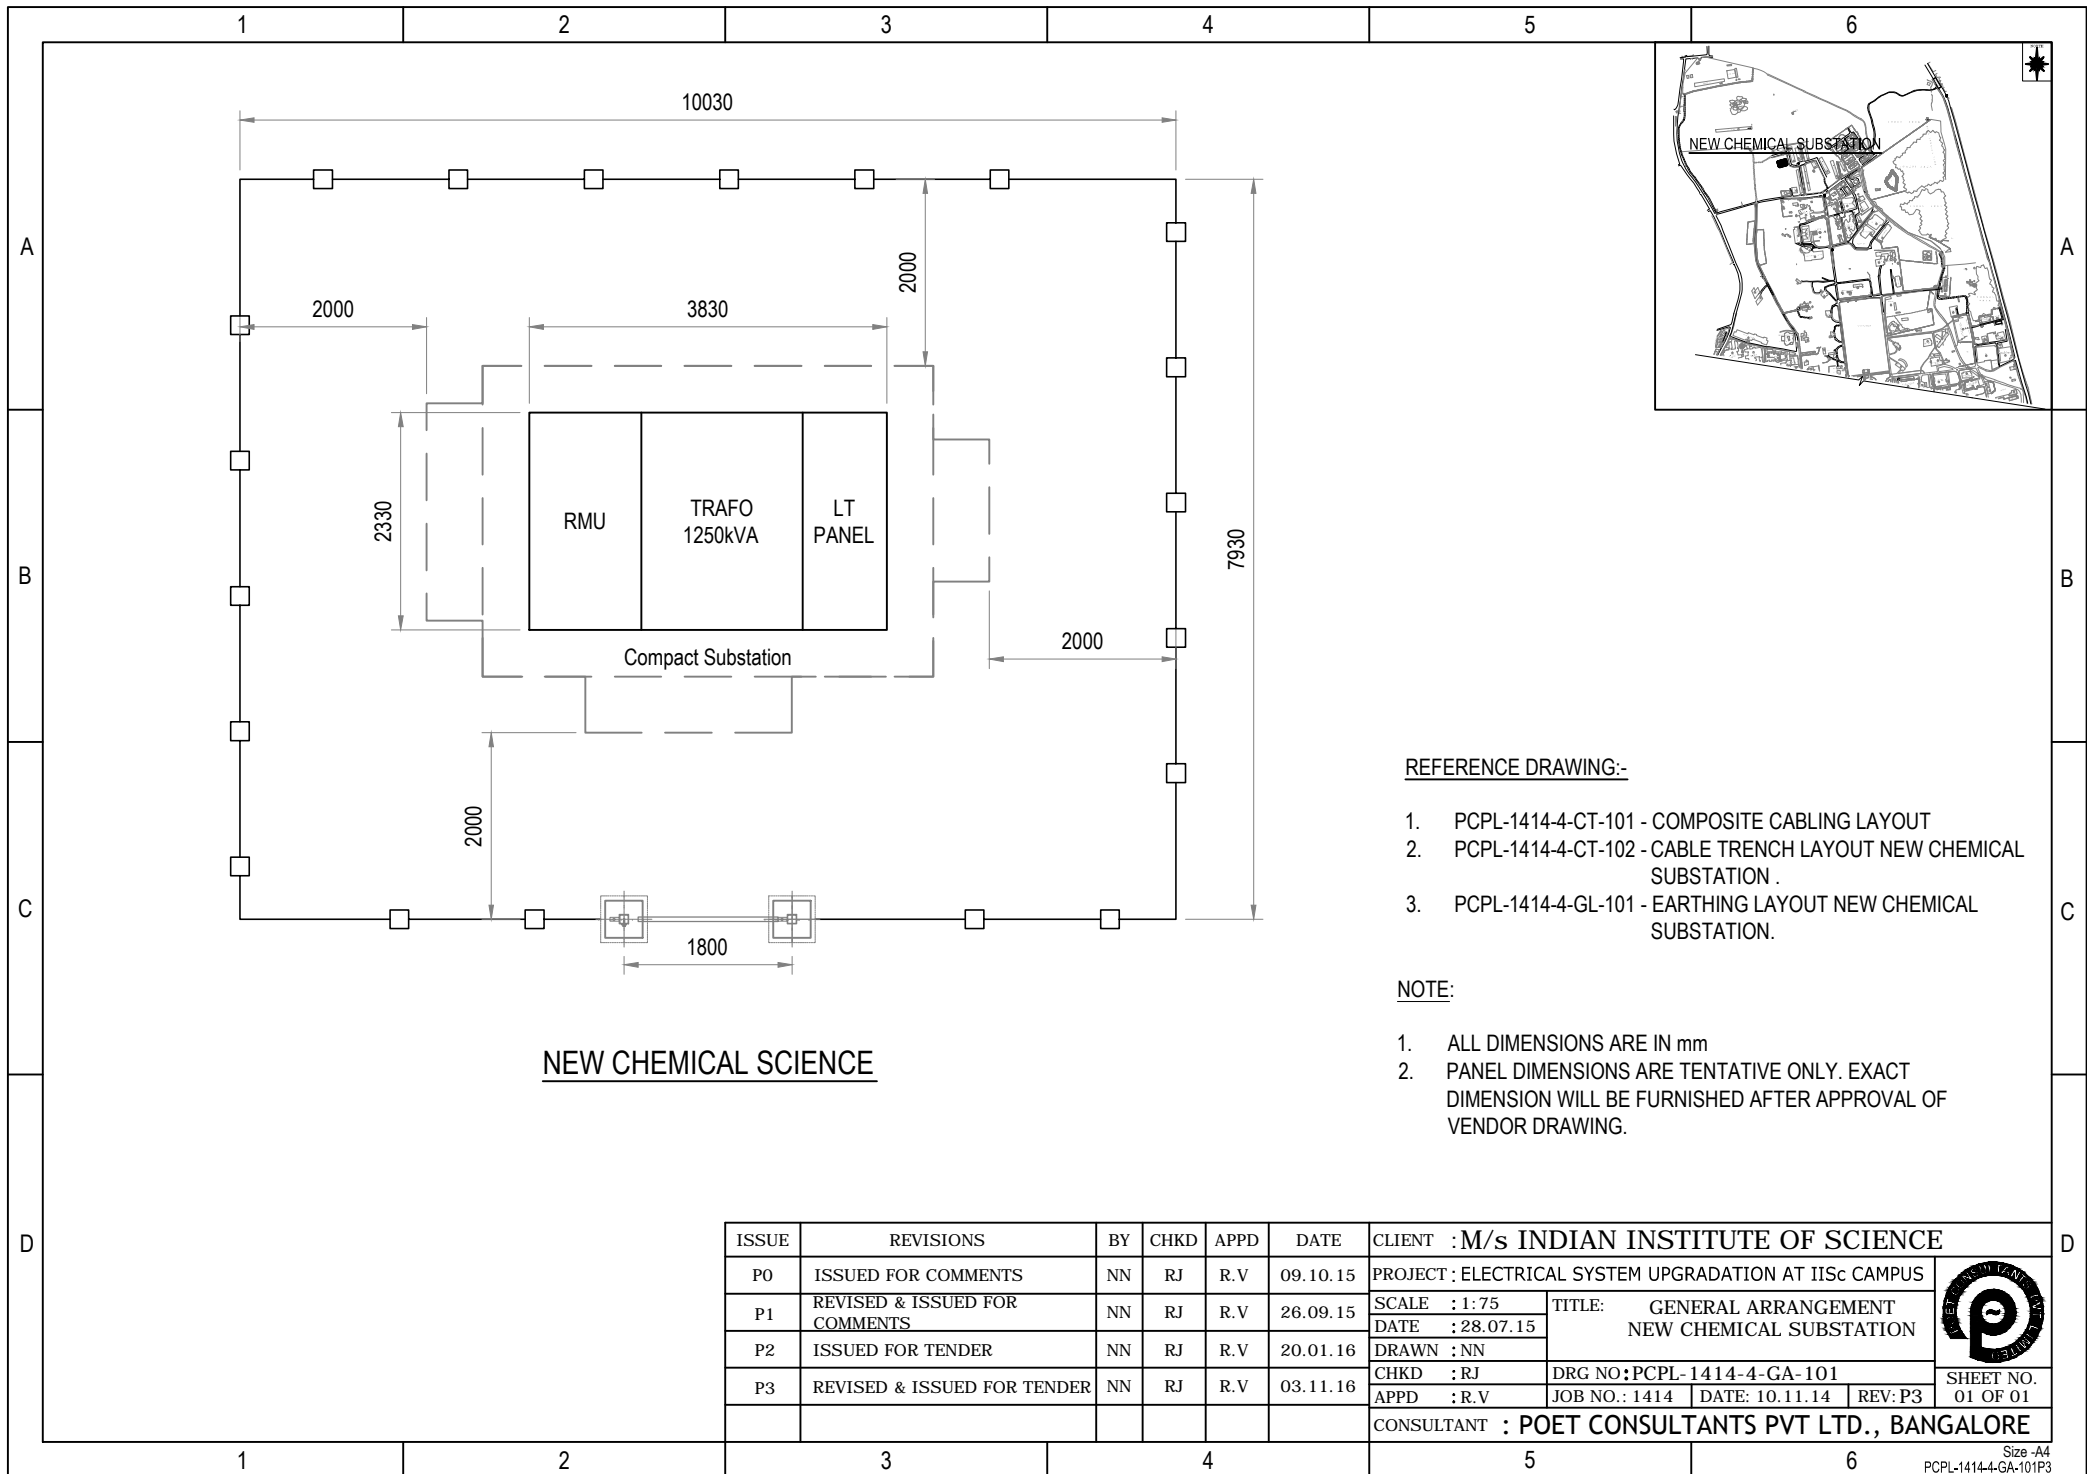 1 2 3 4 5 6
10030
NEW CHEMICAL SUBSTATION
A A
2000
2000 3830
2330
RMU
TRAFO
1250kVA
LT
PANEL
7930
B B
Compact Substation
2000
2000
1800
C C
NEW CHEMICAL SCIENCE
REFERENCE DRAWING:-
1. PCPL-1414-4-CT-101 - COMPOSITE CABLING LAYOUT
2. PCPL-1414-4-CT-102 - CABLE TRENCH LAYOUT NEW CHEMICAL
SUBSTATION .
3. PCPL-1414-4-GL-101 - EARTHING LAYOUT NEW CHEMICAL
SUBSTATION.
NOTE:
1. ALL DIMENSIONS ARE IN mm
2. PANEL DIMENSIONS ARE TENTATIVE ONLY. EXACT
DIMENSION WILL BE FURNISHED AFTER APPROVAL OF
VENDOR DRAWING.
D D
ISSUE REVISIONS BY CHKD APPD DATE
P0 ISSUED FOR COMMENTS NN RJ R.V 09.10.15
P1 REVISED & ISSUED FOR
COMMENTS NN RJ R.V 26.09.15
P2 ISSUED FOR TENDER NN RJ R.V 20.01.16
P3 REVISED & ISSUED FOR TENDER NN RJ R.V 03.11.16
CLIENT : M/s INDIAN INSTITUTE OF SCIENCE
PROJECT : ELECTRICAL SYSTEM UPGRADATION AT IISc CAMPUS
SCALE : 1:75
DATE : 28.07.15
DRAWN : NN
CHKD : RJ
APPD : R.V
TITLE: GENERAL ARRANGEMENT
NEW CHEMICAL SUBSTATION
DRG NO: PCPL-1414-4-GA-101
JOB NO.: 1414 DATE: 10.11.14 REV: P3
SHEET NO.
01 OF 01
CONSULTANT : POET CONSULTANTS PVT LTD., BANGALORE
1 2 3 4 5 6
Size -A4
PCPL-1414-4-GA-101P3